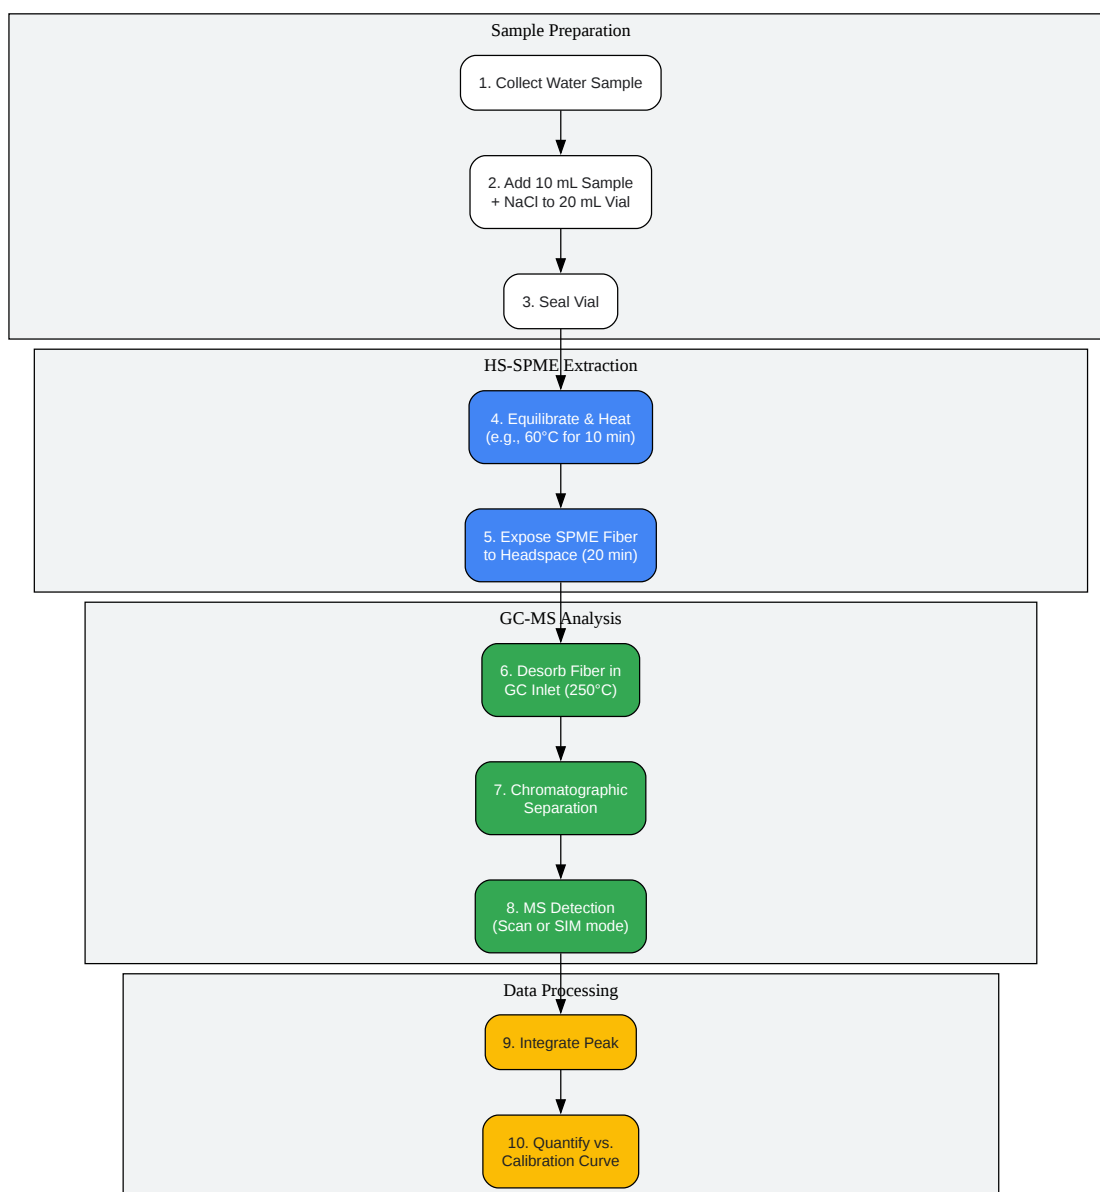 Sample Preparation
1. Collect Water Sample
2. Add 10 mL Sample
+ NaCl to 20 mL Vial
3. Seal Vial
HS-SPME Extraction
4. Equilibrate & Heat
(e.g., 60°C for 10 min)
5. Expose SPME Fiber
to Headspace (20 min)
GC-MS Analysis
6. Desorb Fiber in
GC Inlet (250°C)
7. Chromatographic
Separation
8. MS Detection
(Scan or SIM mode)
Data Processing
9. Integrate Peak
10. Quantify vs.
Calibration Curve